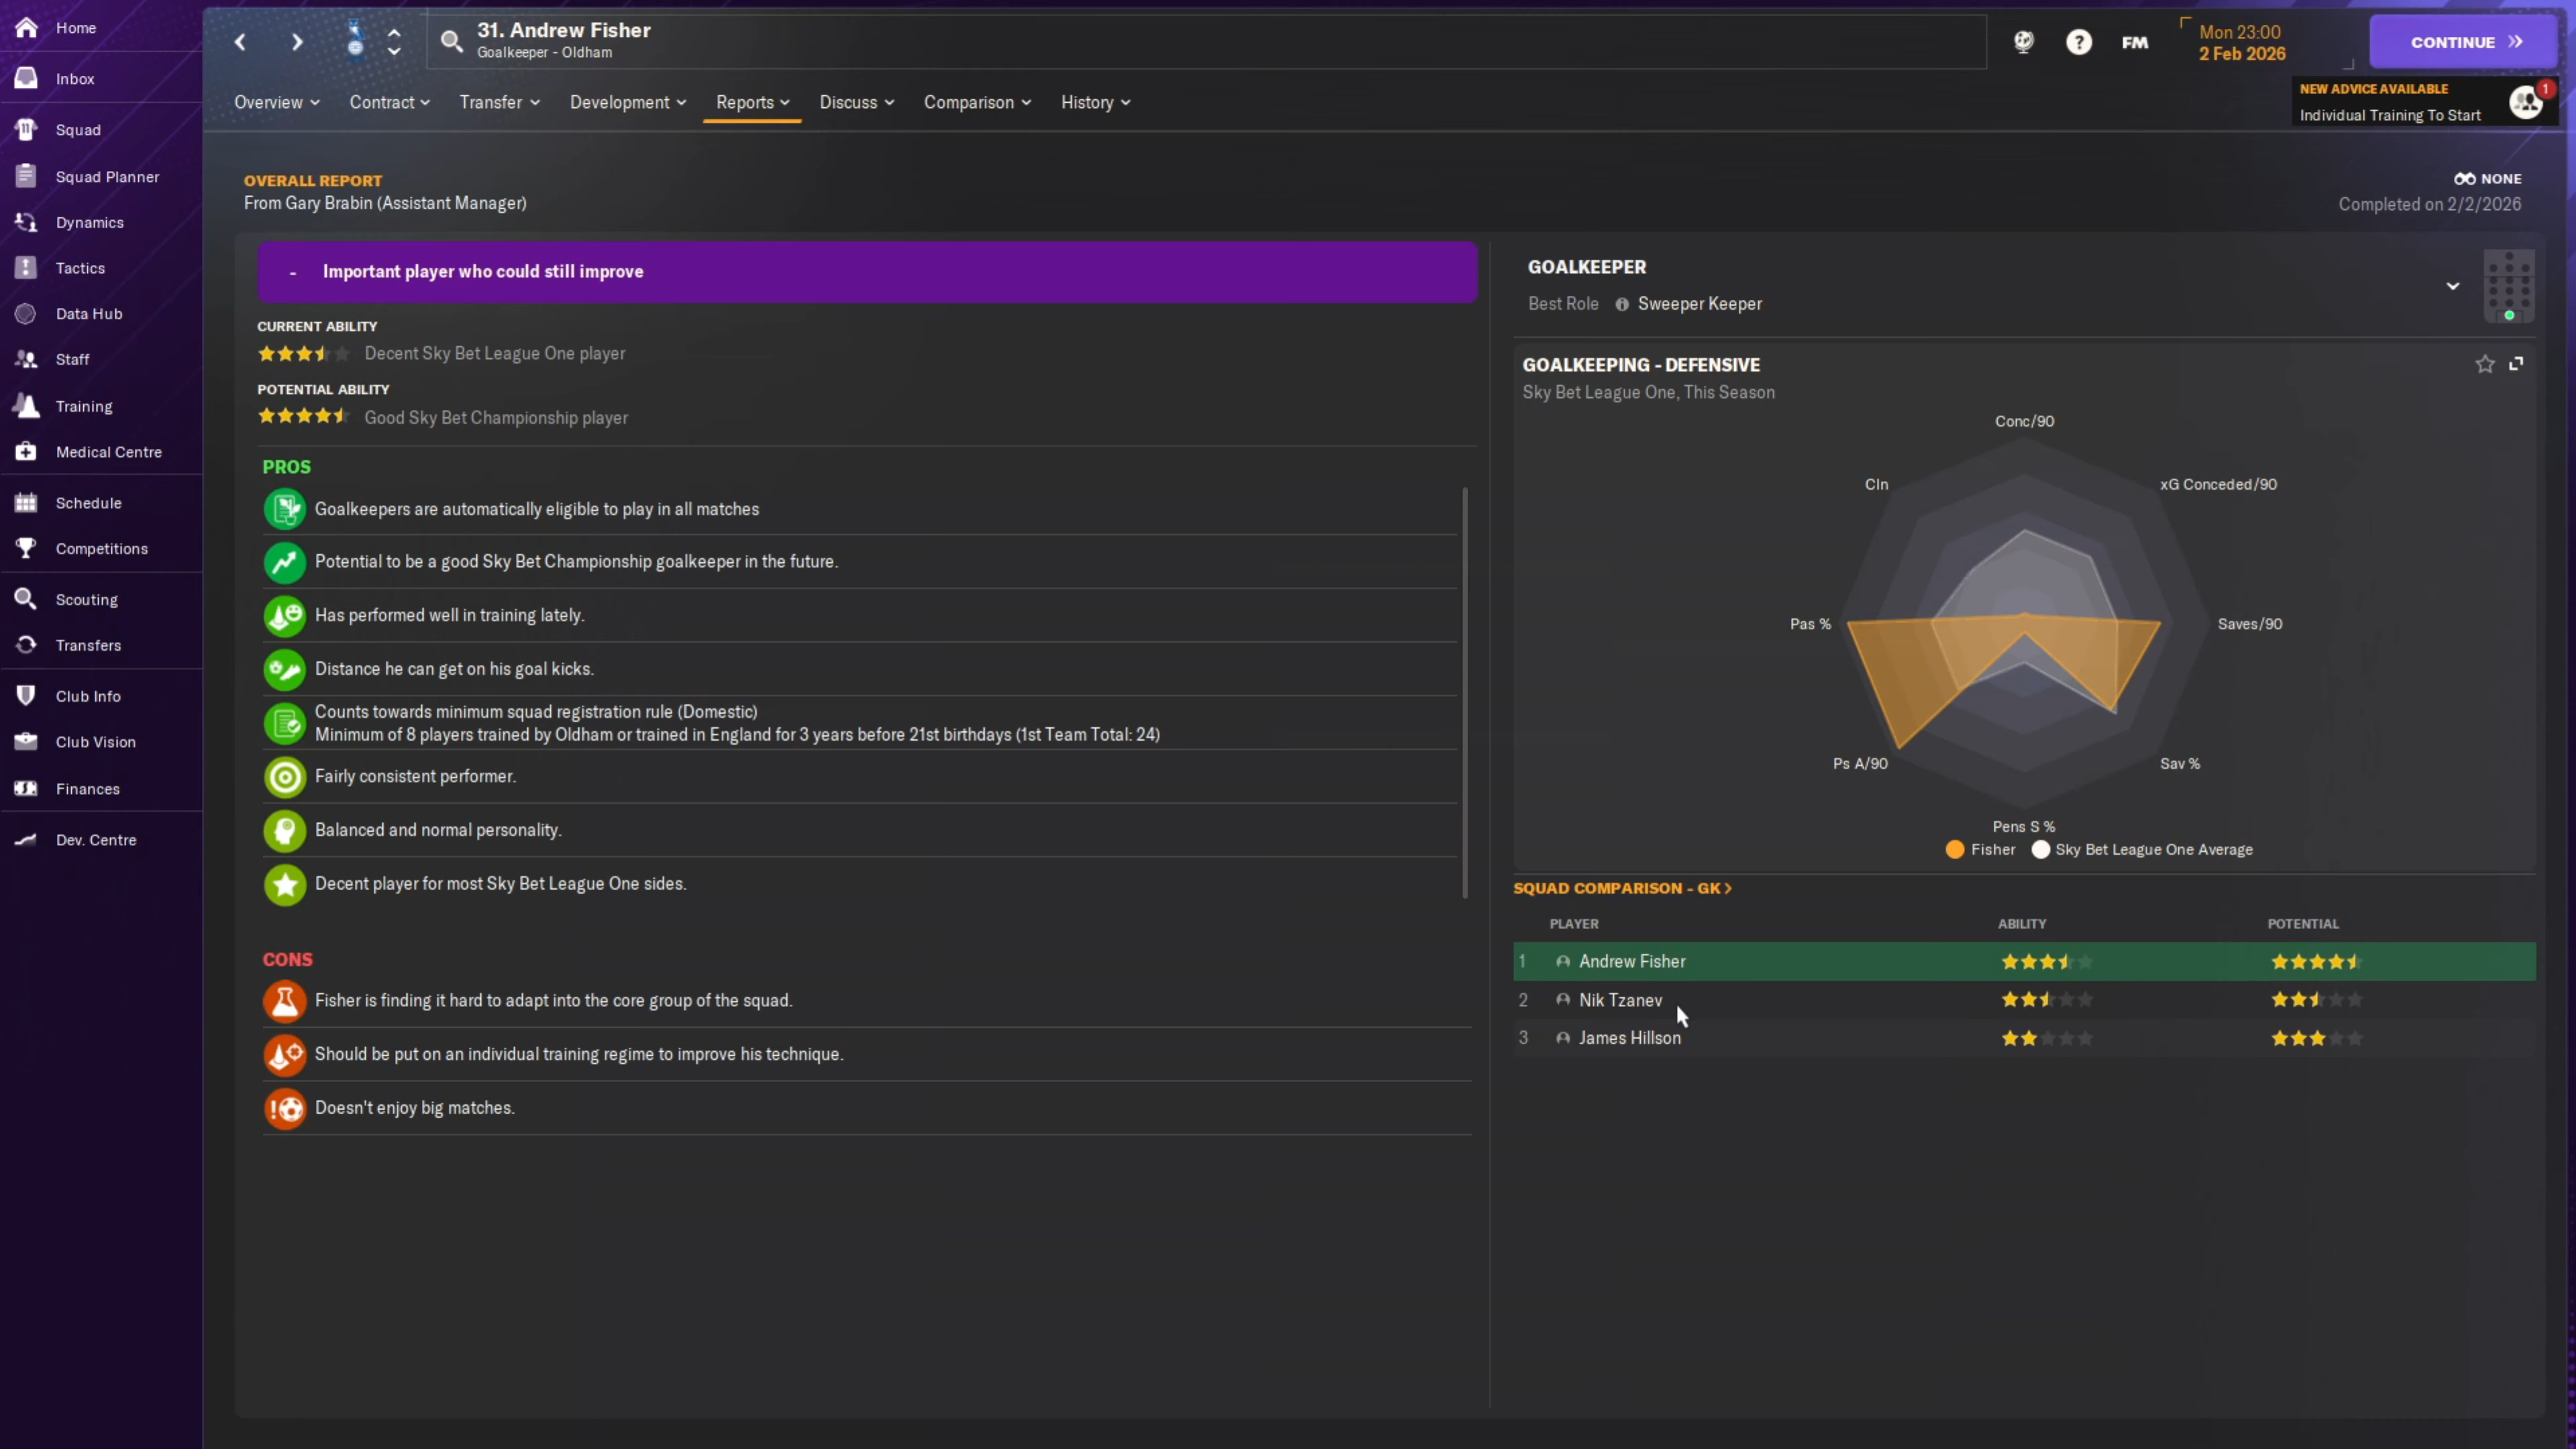 Home
Inbox
Squad
Squad Planner
Dynamics
Tactics
Data Hub
Staff
Training
Medical Centre
Schedule
Competitions
Scouting
Transfers
Club Info
Club Vision
Finances
Dev. Centre
31. Andrew Fisher
Goalkeeper - Oldham
FM
Mon 23:00
2 Feb 2026
CONTINUE
Overview
Contract
Transfer
Development
Reports
Discuss
Comparison
History
NEW ADVICE AVAILABLE
Individual Training To Start
1
OVERALL REPORT
From Gary Brabin (Assistant Manager)
NONE
Completed on 2/2/2026
- Important player who could still improve
CURRENT ABILITY
Decent Sky Bet League One player
POTENTIAL ABILITY
Good Sky Bet Championship player
PROS
Goalkeepers are automatically eligible to play in all matches
Potential to be a good Sky Bet Championship goalkeeper in the future.
Has performed well in training lately.
Distance he can get on his goal kicks.
Counts towards minimum squad registration rule (Domestic)
Minimum of 8 players trained by Oldham or trained in England for 3 years before 21st birthdays (1st Team Total: 24)
Fairly consistent performer.
Balanced and normal personality.
Decent player for most Sky Bet League One sides.
CONS
Fisher is finding it hard to adapt into the core group of the squad.
Should be put on an individual training regime to improve his technique.
Doesn't enjoy big matches.
GOALKEEPER
Best Role Sweeper Keeper
GOALKEEPING - DEFENSIVE
Sky Bet League One, This Season
Conc/90
Cln
xG Conceded/90
Pas %
Saves/90
Ps A/90
Sav %
Pens S %
Fisher
Sky Bet League One Average
SQUAD COMPARISON - GK >
PLAYER ABILITY POTENTIAL
1 Andrew Fisher
2 Nik Tzanev
3 James Hillson